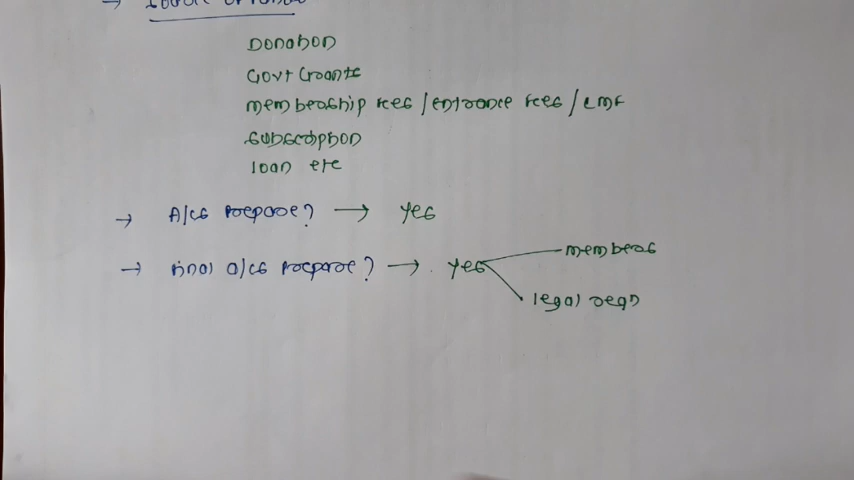 Donation
Govt Grants
membership fees / entrance fees / LMF
Subscription
loan etc
→ A/cs prepare? → Yes
→ final a/cs prepare? → Yes members
legal reqn